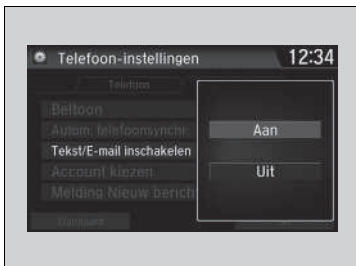 Telefoon-instellingen 12:34
Telefoon
Beltoon
Autom. telefoonsynchr.
Tekst/E-mail inschakelen
Account kiezen
Melding Nieuw bericht
Aan
Uit